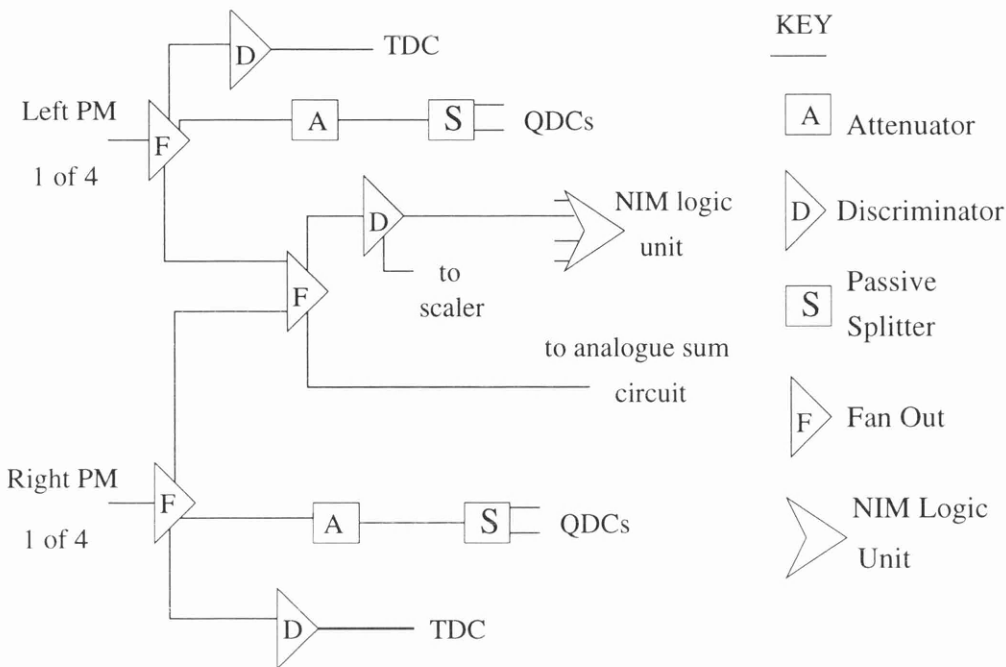 D
TDC
Left PM
1 of 4
F
A
S
QDCs
D
to
scaler
NIM logic
unit
F
to analogue sum
circuit
Right PM
1 of 4
F
A
S
QDCs
D
TDC
KEY
A
Attenuator
D
Discriminator
S
Passive
Splitter
F
Fan Out
NIM Logic
Unit